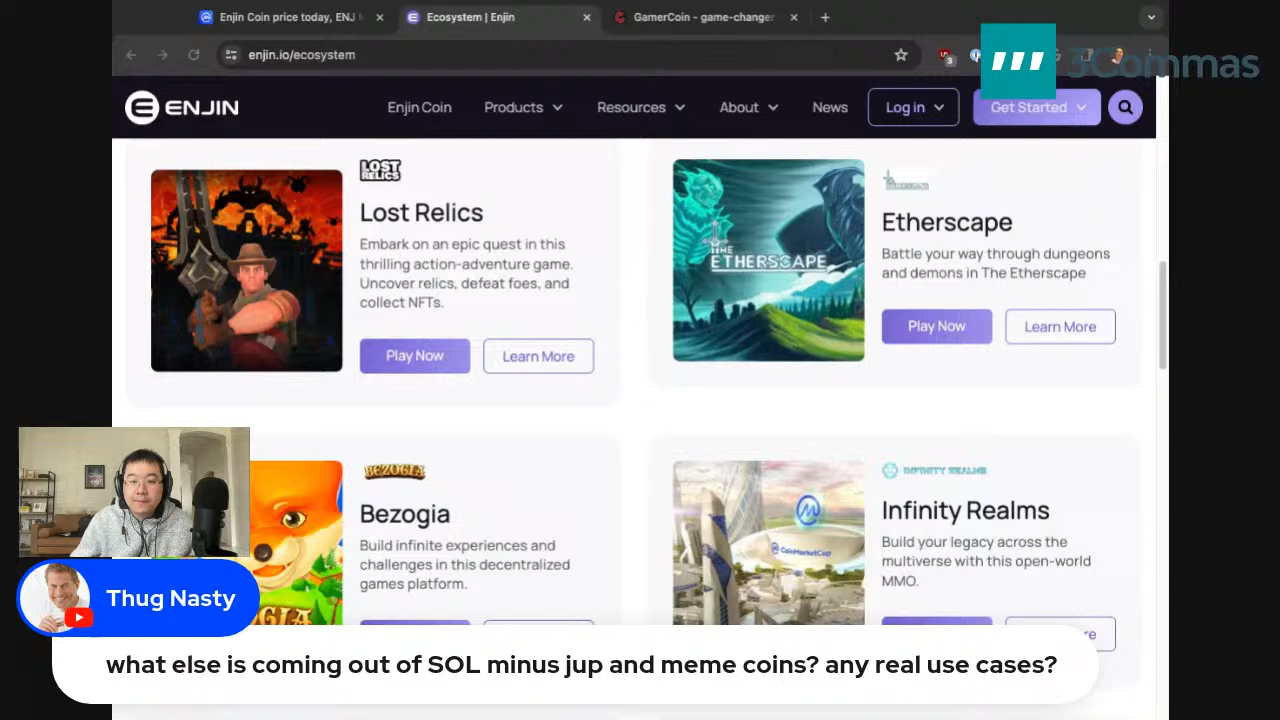 Enjin Coin price today, ENJ
Ecosystem | Enjin
GamerCoin - game-changer
enjin.io/ecosystem
3
3Commas
ENJIN
Enjin Coin
Products
Resources
About
News
Log in
Get Started
LOST RELICS
Lost Relics
Embark on an epic quest in this
thrilling action-adventure game.
Uncover relics, defeat foes, and
collect NFTs.
Play Now
Learn More
THE ETHERSCAPE
Etherscape
Battle your way through dungeons
and demons in The Etherscape
Play Now
Learn More
BEZOGIA
Bezogia
Build infinite experiences and
challenges in this decentralized
games platform.
CoinMarketCap
INFINITY REALMS
Infinity Realms
Build your legacy across the
multiverse with this open-world
MMO.
Thug Nasty
what else is coming out of SOL minus jup and meme coins? any real use cases?